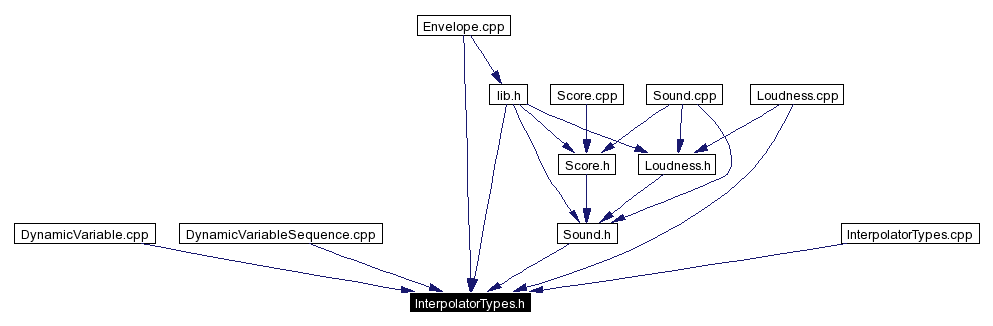 Envelope.cpp
lib.h
Score.cpp
Sound.cpp
Loudness.cpp
Score.h
Loudness.h
DynamicVariable.cpp
DynamicVariableSequence.cpp
Sound.h
InterpolatorTypes.cpp
InterpolatorTypes.h